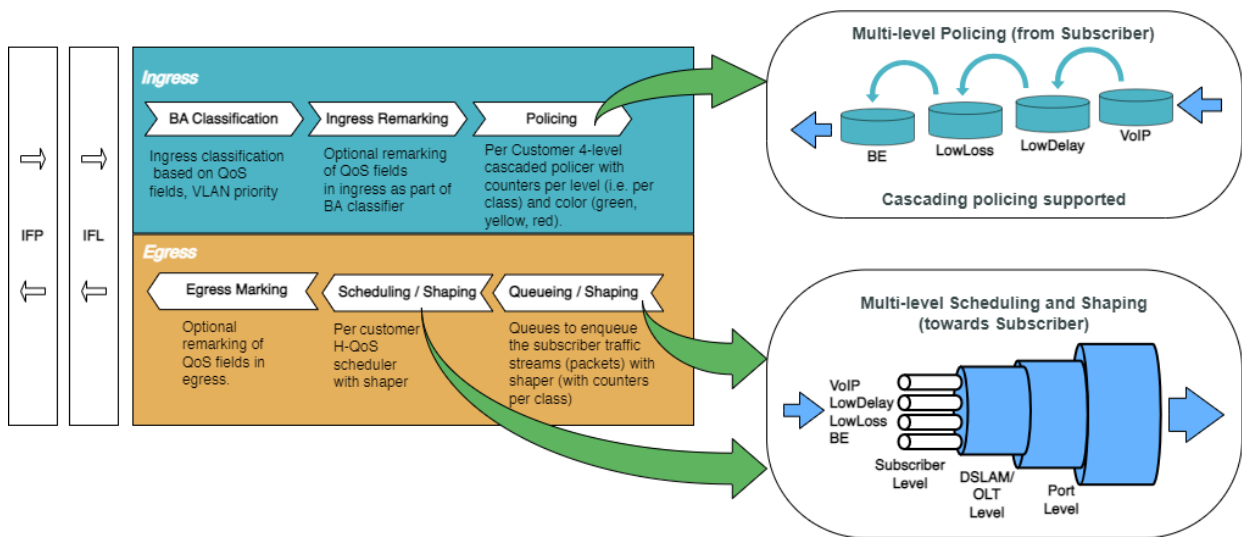 IFP
IFL
Ingress
BA Classification
Ingress classification
based on QoS
fields, VLAN priority
Ingress Remarking
Optional remarking
of QoS fields
in ingress as part of
BA classifier
Policing
Per Customer 4-level
cascaded policer with
counters per level (i.e. per
class) and color (green,
yellow, red).
Egress
Egress Marking
Optional
remarking of
QoS fields in
egress.
Scheduling / Shaping
Per customer
H-QoS
scheduler
with shaper
Queueing / Shaping
Queues to enqueue
the subscriber traffic
streams (packets) with
shaper (with counters
per class)
Multi-level Policing (from Subscriber)
BE
LowLoss
LowDelay
VoIP
Cascading policing supported
Multi-level Scheduling and Shaping
(towards Subscriber)
VoIP
LowDelay
LowLoss
BE
Subscriber
Level
DSLAM/
OLT
Level
Port
Level